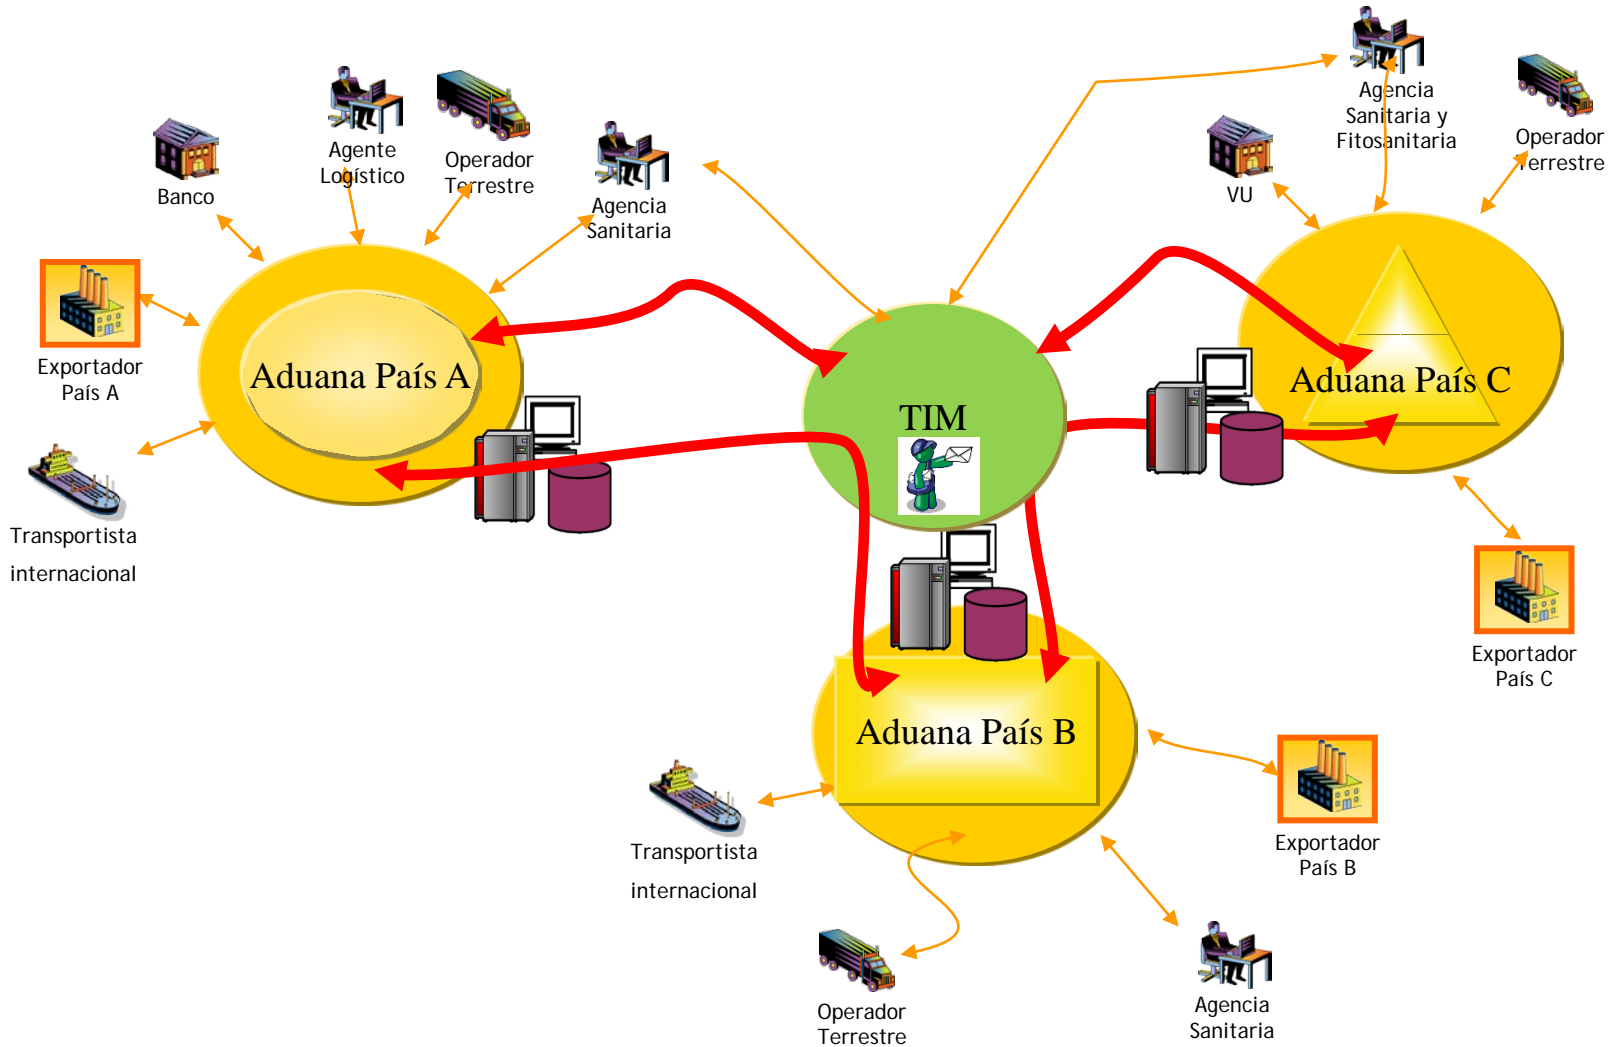 Agente
Logístico
Operador
Terrestre
Banco
Agencia
Sanitaria
Agencia
Sanitaria y
Fitosanitaria
Operador
Terrestre
VU
Exportador
País A
Aduana País A
TIM
Aduana País C
Transportista
internacional
Exportador
País C
Aduana País B
Transportista
internacional
Exportador
País B
Operador
Terrestre
Agencia
Sanitaria